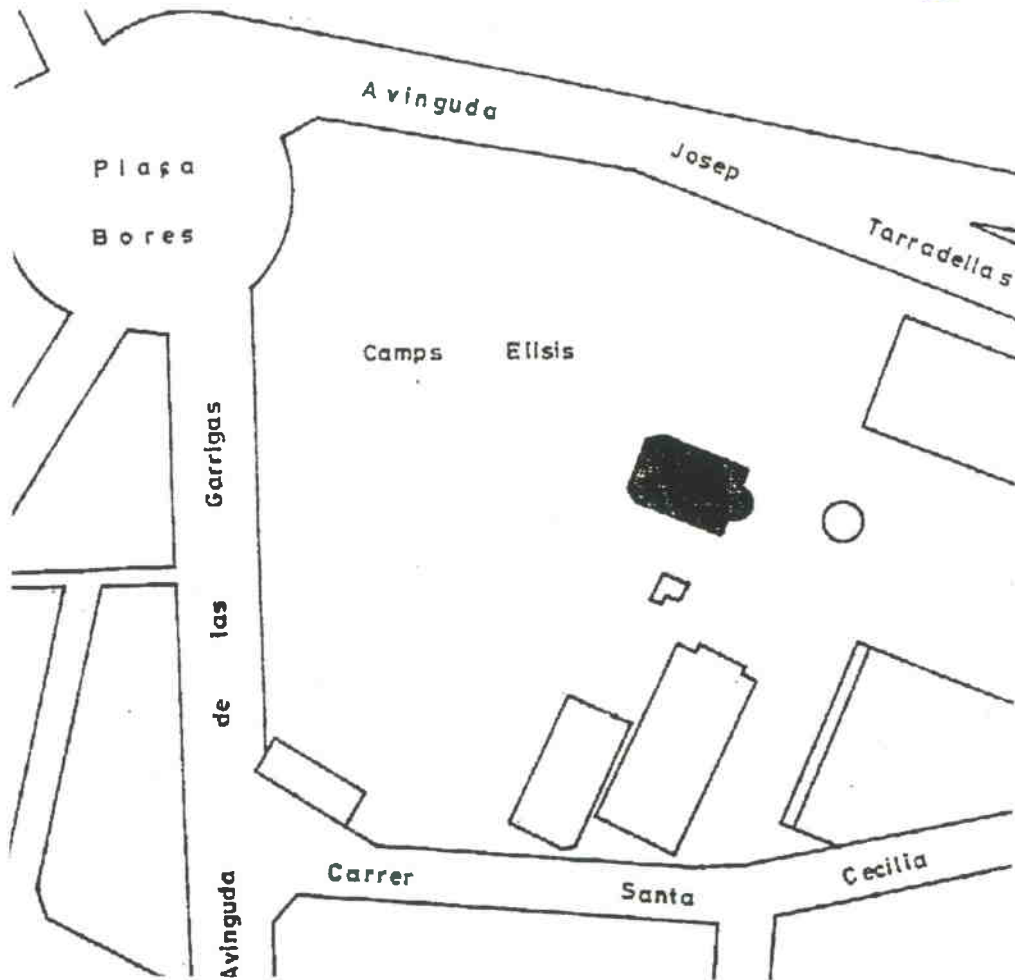 Avinguda
Josep
Tarradellas
Plaça
Bores
Camps Elisis
Avinguda de las Garrigas
Carrer Santa Cecilia